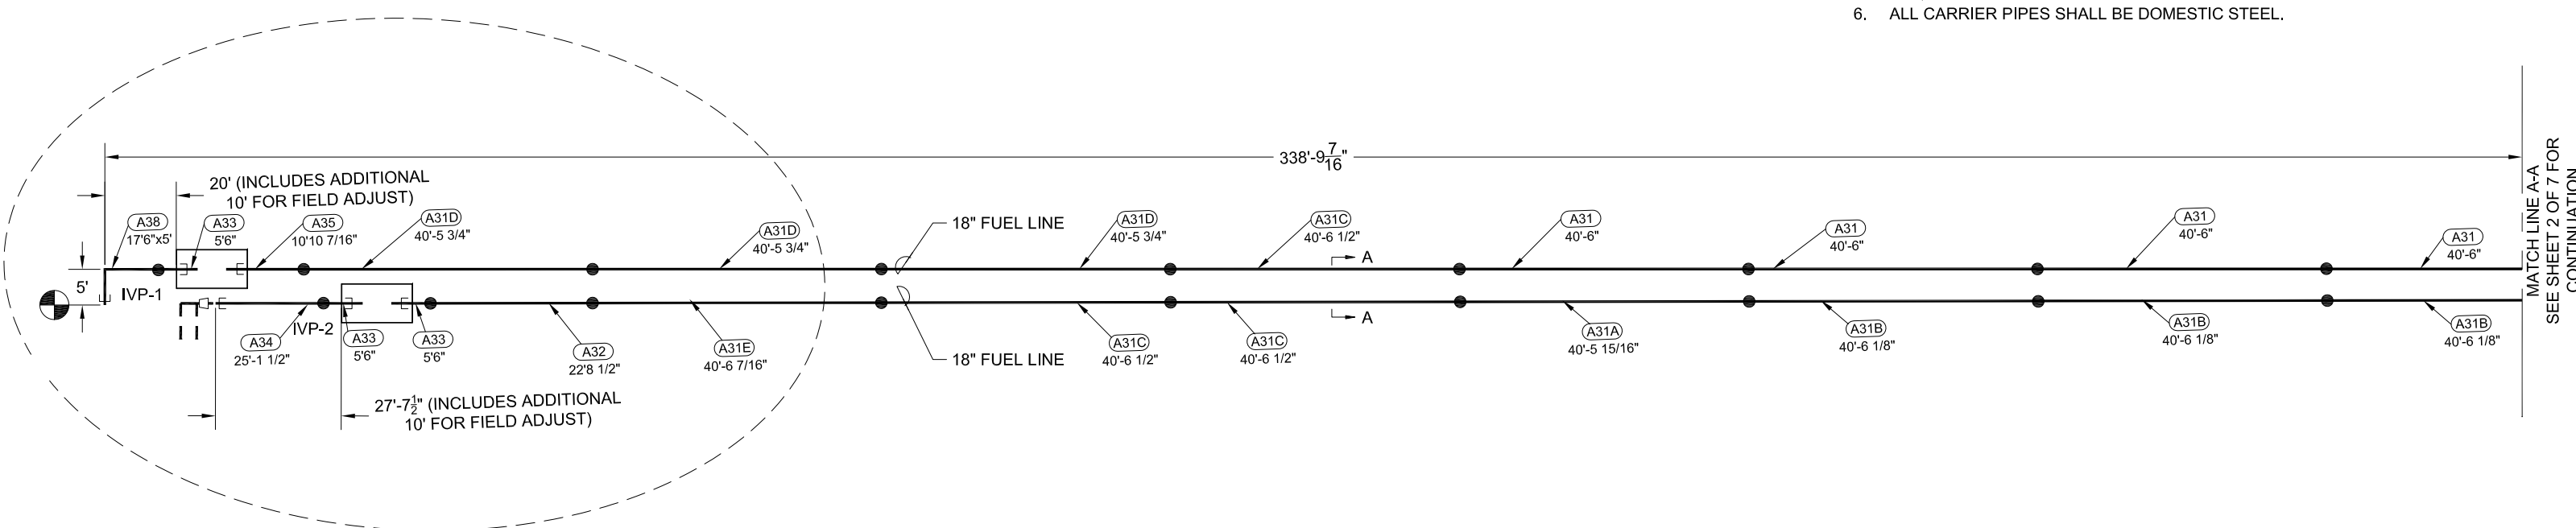 6. ALL CARRIER PIPES SHALL BE DOMESTIC STEEL.
338'-9 7/16"
20' (INCLUDES ADDITIONAL
10' FOR FIELD ADJUST)
A38
17'6"x5'
A33
5'6"
A35
10'10 7/16"
A31D
40'-5 3/4"
A31D
40'-5 3/4"
18" FUEL LINE
A31D
40'-5 3/4"
A31C
40'-6 1/2"
A
A31
40'-6"
A31
40'-6"
A31
40'-6"
A31
40'-6"
5'
IVP-1
IVP-2
A34
25'-1 1/2"
A33
5'6"
A33
5'6"
A32
22'8 1/2"
A31E
40'-6 7/16"
18" FUEL LINE
A31C
40'-6 1/2"
A31C
40'-6 1/2"
A
A31A
40'-5 15/16"
A31B
40'-6 1/8"
A31B
40'-6 1/8"
A31B
40'-6 1/8"
27'-7 1/2" (INCLUDES ADDITIONAL
10' FOR FIELD ADJUST)
MATCH LINE A-A
SEE SHEET 2 OF 7 FOR
CONTINUATION